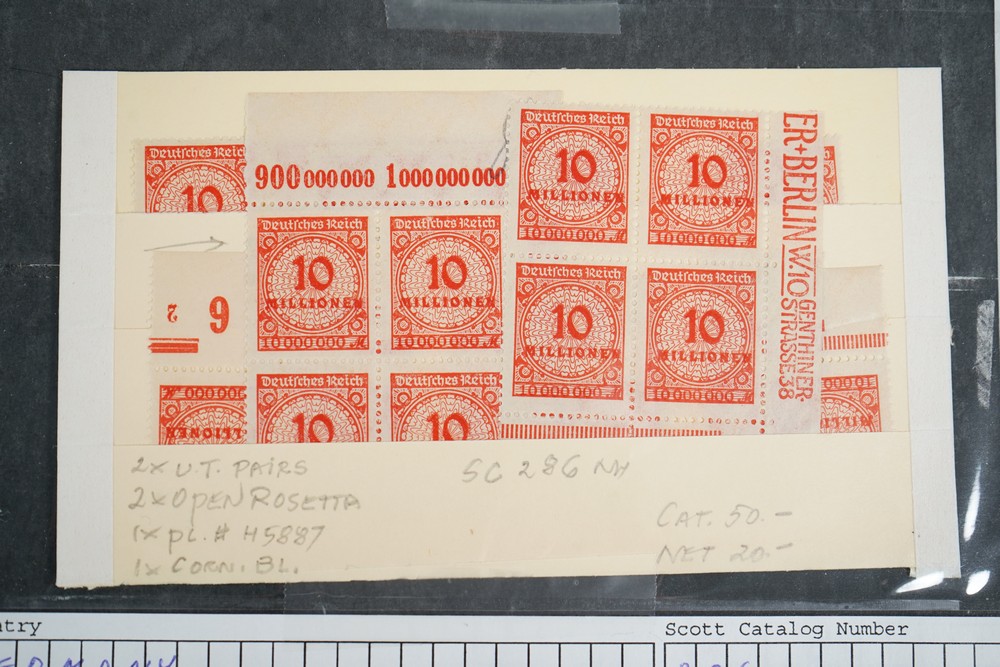 Deutsches Reich
10
900000000 1000000000
Deutsches Reich
10
MILLIONEN
10000000 M
Deutsches Reich
10
MILLIONEN
10000000 M
ER+BERLIN W.10 GENTHINER STRASSE 38
Deutsches Reich
10
MILLIONEN
10000000 M
Deutsches Reich
10
MILLIONEN
10000000 M
Deutsches Reich
10
MILLIONEN
10000000 M
Deutsches Reich
10
MILLIONEN
10000000 M
2 9
Deutsches Reich
10
Deutsches Reich
10
2x U.T. PAIRS
SC 286 NH
2x OPEN ROSETTA
1x PL. # H5887
1x CORN. BL.
CAT. 50.-
NET 20.-
ntry
Scott Catalog Number